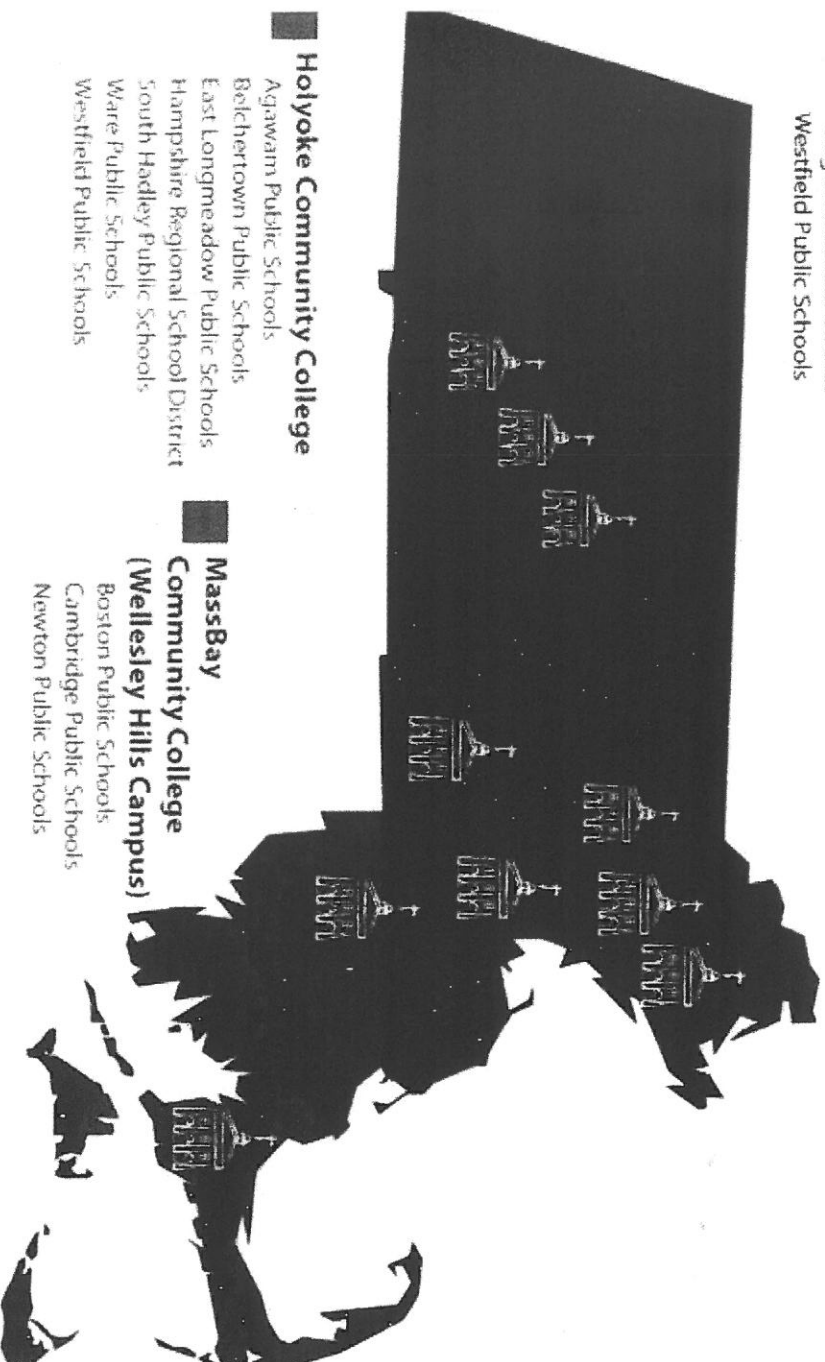 Westfield Public Schools
Holyoke Community College
Agawam Public Schools
Belchertown Public Schools
East Longmeadow Public Schools
Hampshire Regional School District
South Hadley Public Schools
Ware Public Schools
Westfield Public Schools
MassBay
Community College
(Wellesley Hills Campus)
Boston Public Schools
Cambridge Public Schools
Newton Public Schools